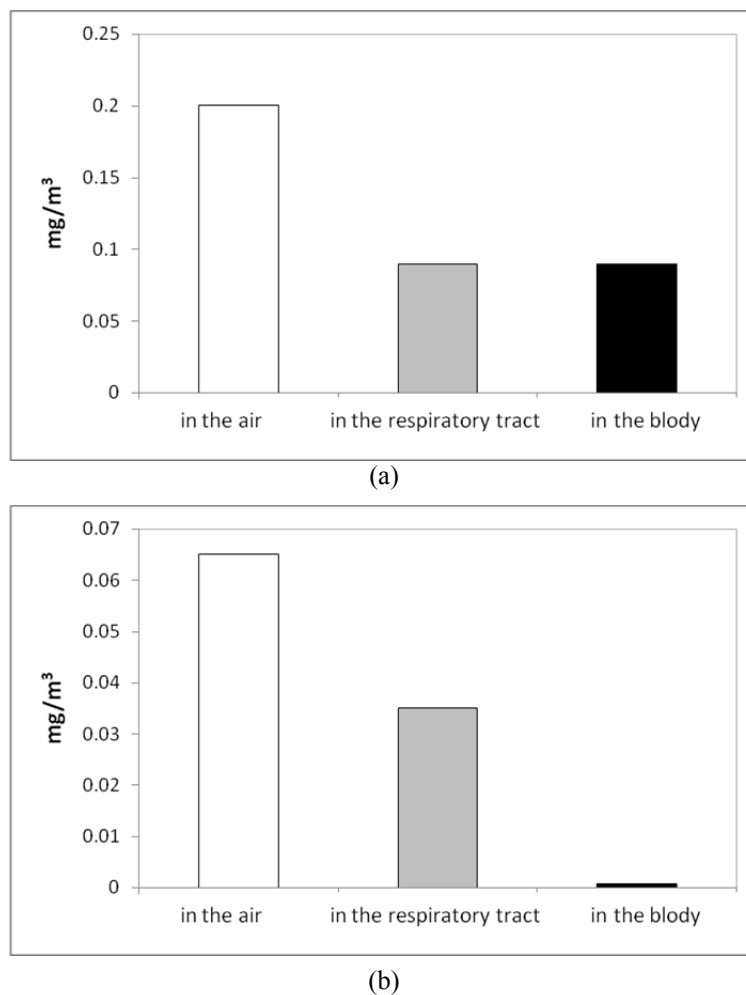 0.25
0.2
0.15
0.1
0.05
0
mg/m³
in the air
in the respiratory tract
in the blody
(a)
0.07
0.06
0.05
0.04
0.03
0.02
0.01
0
mg/m³
in the air
in the respiratory tract
in the blody
(b)